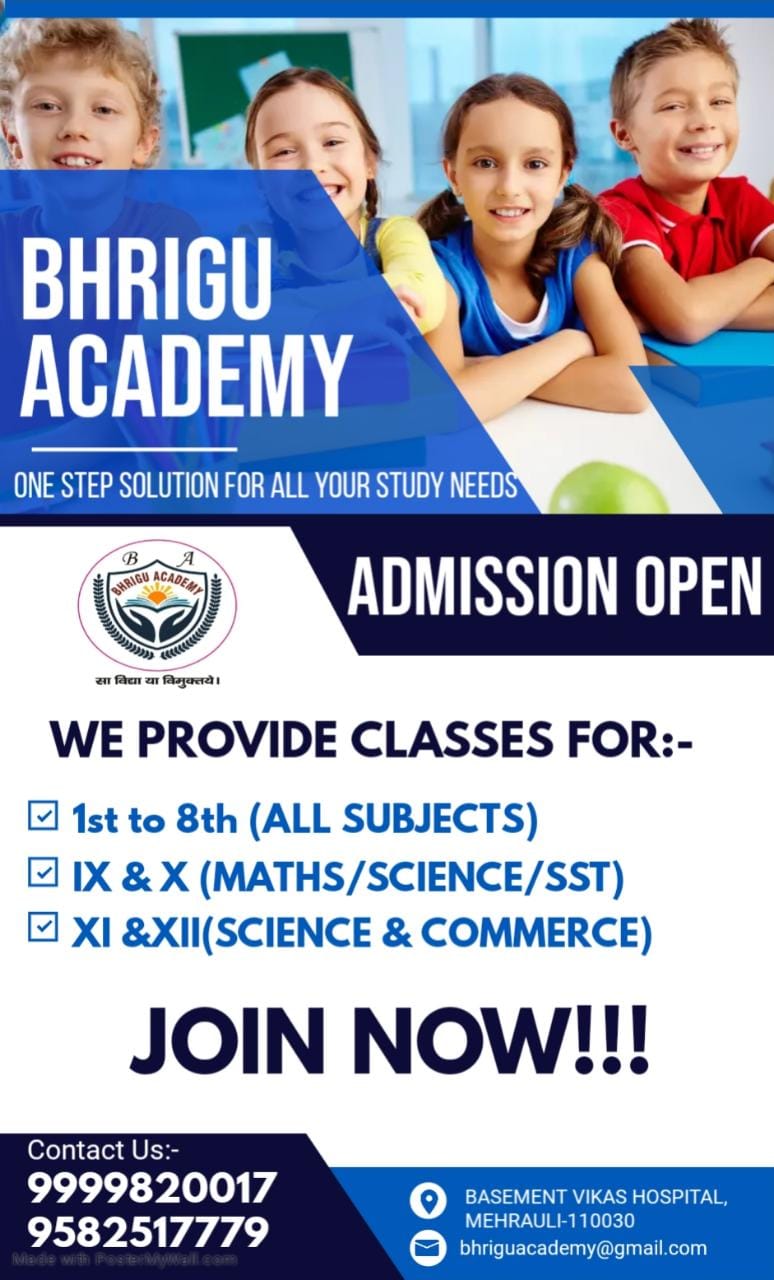 BHRIGU
ACADEMY
ONE STEP SOLUTION FOR ALL YOUR STUDY NEEDS
B A
BHRIGU ACADEMY
सा विद्या या विमुक्तये।
ADMISSION OPEN
WE PROVIDE CLASSES FOR:-
1st to 8th (ALL SUBJECTS)
IX & X (MATHS/SCIENCE/SST)
XI &XII(SCIENCE & COMMERCE)
JOIN NOW!!!
Contact Us:-
9999820017
9582517779
Made with PosterMyWall.com
BASEMENT VIKAS HOSPITAL,
MEHRAULI-110030
bhriguacademy@gmail.com